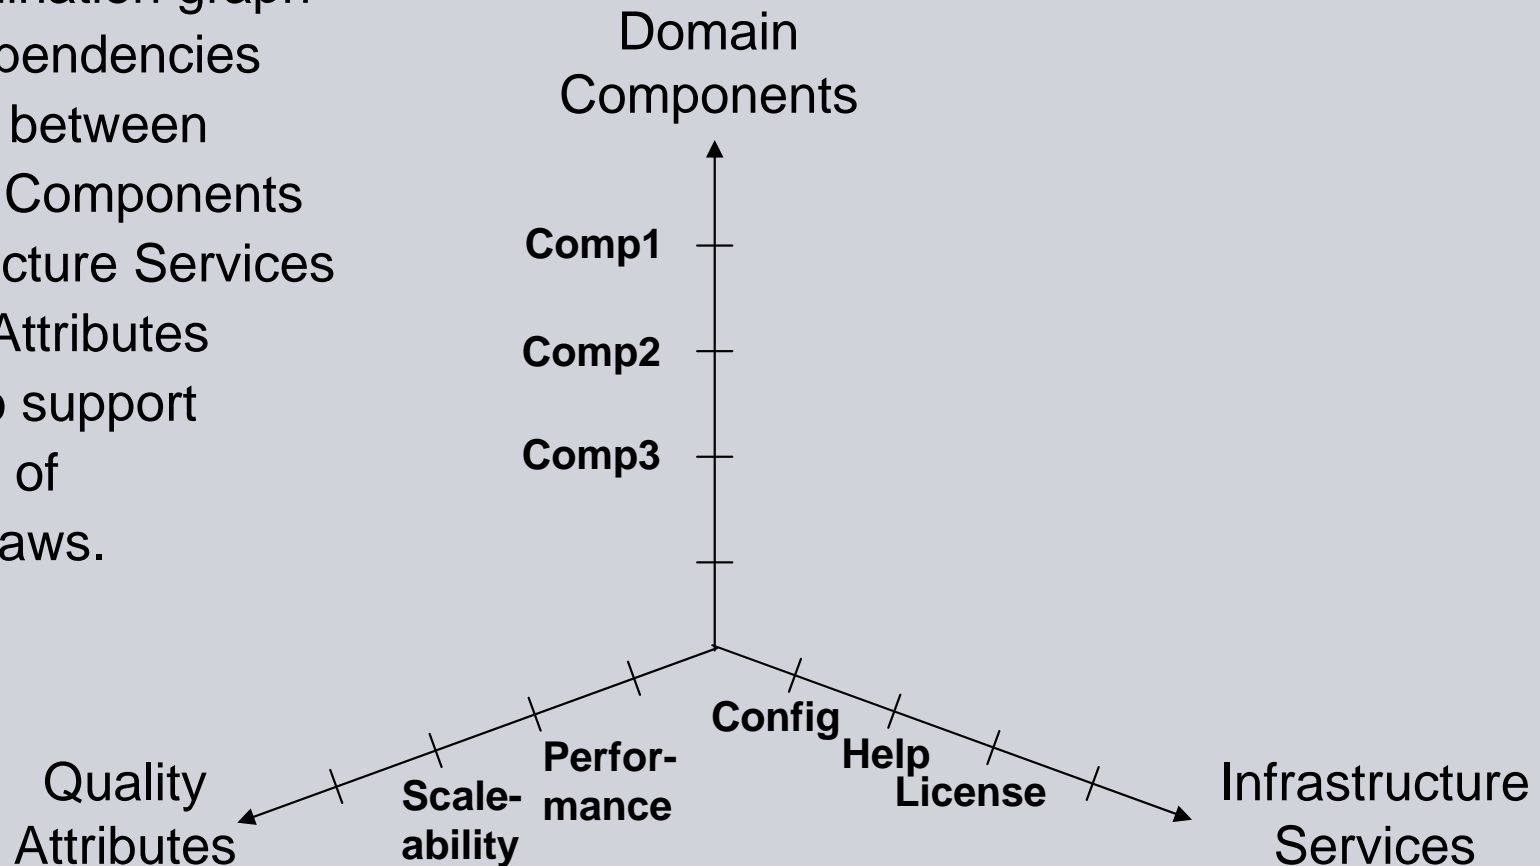 pendencies
between
Components
cture Services
Attributes
support
of
aws.
Domain
Components
Comp1
Comp2
Comp3
Config
Help
License
Perfor-
mance
Scale-
ability
Quality
Attributes
Infrastructure
Services